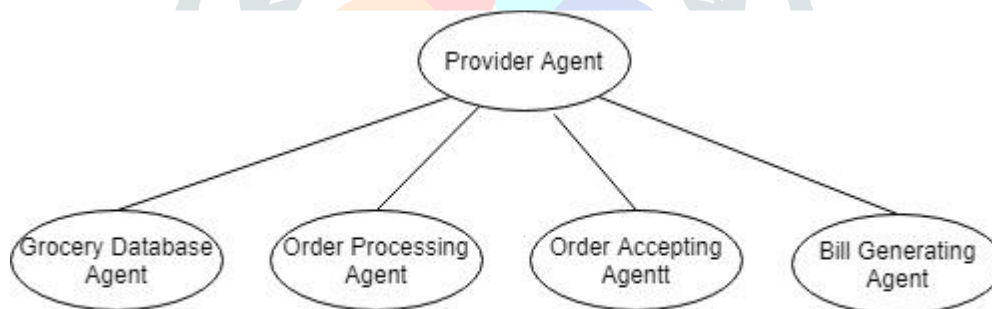 Provider Agent
Grocery Database
Agent
Order Processing
Agent
Order Accepting
Agentt
Bill Generating
Agent